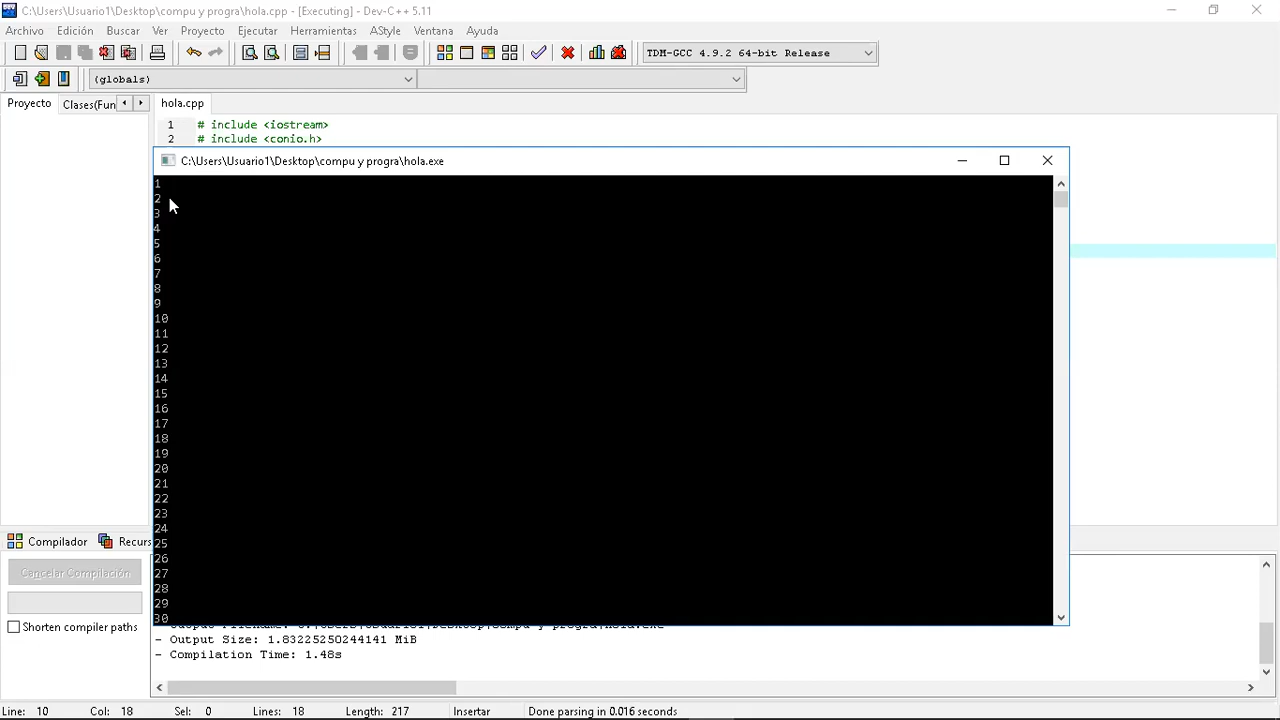 C:\Users\Usuario1\Desktop\compu y progra\hola.cpp - [Executing] - Dev-C++ 5.11
Archivo Edición Buscar Ver Proyecto Ejecutar Herramientas AStyle Ventana Ayuda
TDM-GCC 4.9.2 64-bit Release
(globals)
Proyecto Clases(Fun hola.cpp
1 # include <iostream>
2 # include <conio.h>
C:\Users\Usuario1\Desktop\compu y progra\hola.exe
1
2
3
4
5
6
7
8
9
10
11
12
13
14
15
16
17
18
19
20
21
22
23
24
25
26
27
28
29
30
Compilador Recurs
Cancelar Compilación
Shorten compiler paths
- Output Size: 1.83225250244141 MiB
- Compilation Time: 1.48s
Line: 10 Col: 18 Sel: 0 Lines: 18 Length: 217 Insertar Done parsing in 0.016 seconds